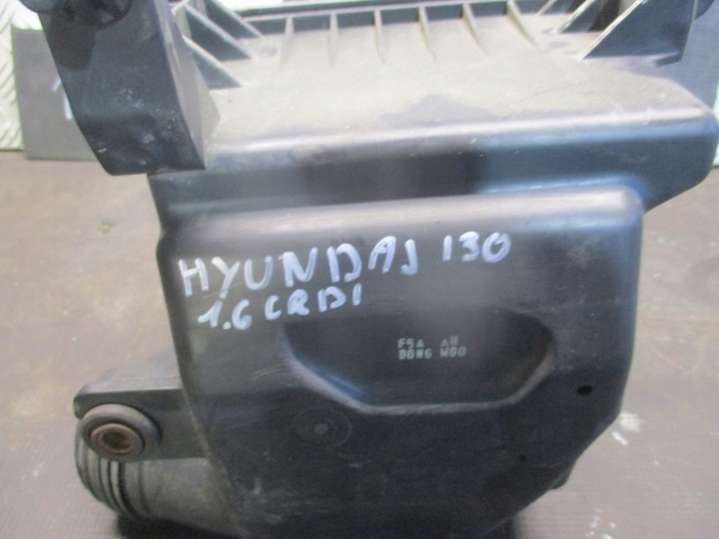 HYUNDAJ i30
1.6 CRDI
F5A AH
DONG WOO